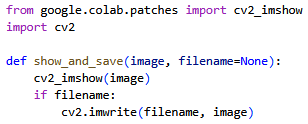 from google.colab.patches import cv2_imshow
import cv2

def show_and_save(image, filename=None):
    cv2_imshow(image)
    if filename:
        cv2.imwrite(filename, image)